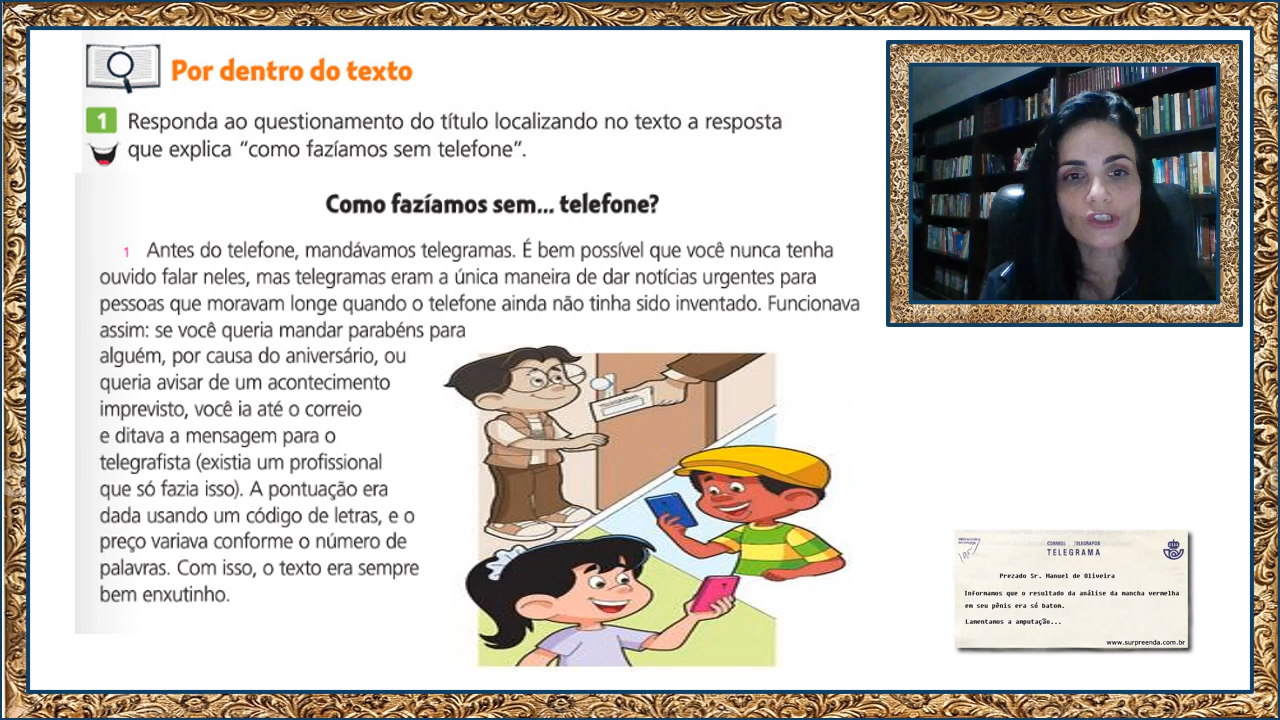 Por dentro do texto
1 Responda ao questionamento do título localizando no texto a resposta
que explica “como fazíamos sem telefone”.
Como fazíamos sem... telefone?
1 Antes do telefone, mandávamos telegramas. É bem possível que você nunca tenha
ouvido falar neles, mas telegramas eram a única maneira de dar notícias urgentes para
pessoas que moravam longe quando o telefone ainda não tinha sido inventado. Funcionava
assim: se você queria mandar parabéns para
alguém, por causa do aniversário, ou
queria avisar de um acontecimento
imprevisto, você ia até o correio
e ditava a mensagem para o
telegrafista (existia um profissional
que só fazia isso). A pontuação era
dada usando um código de letras, e o
preço variava conforme o número de
palavras. Com isso, o texto era sempre
bem enxutinho.
TELEGRAMA
Prezado Sr. Manuel de Oliveira
Informamos que o resultado da análise da mancha vermelha
em seu pênis era só batom.
Lamentamos a amputação...
www.surpreenda.com.br